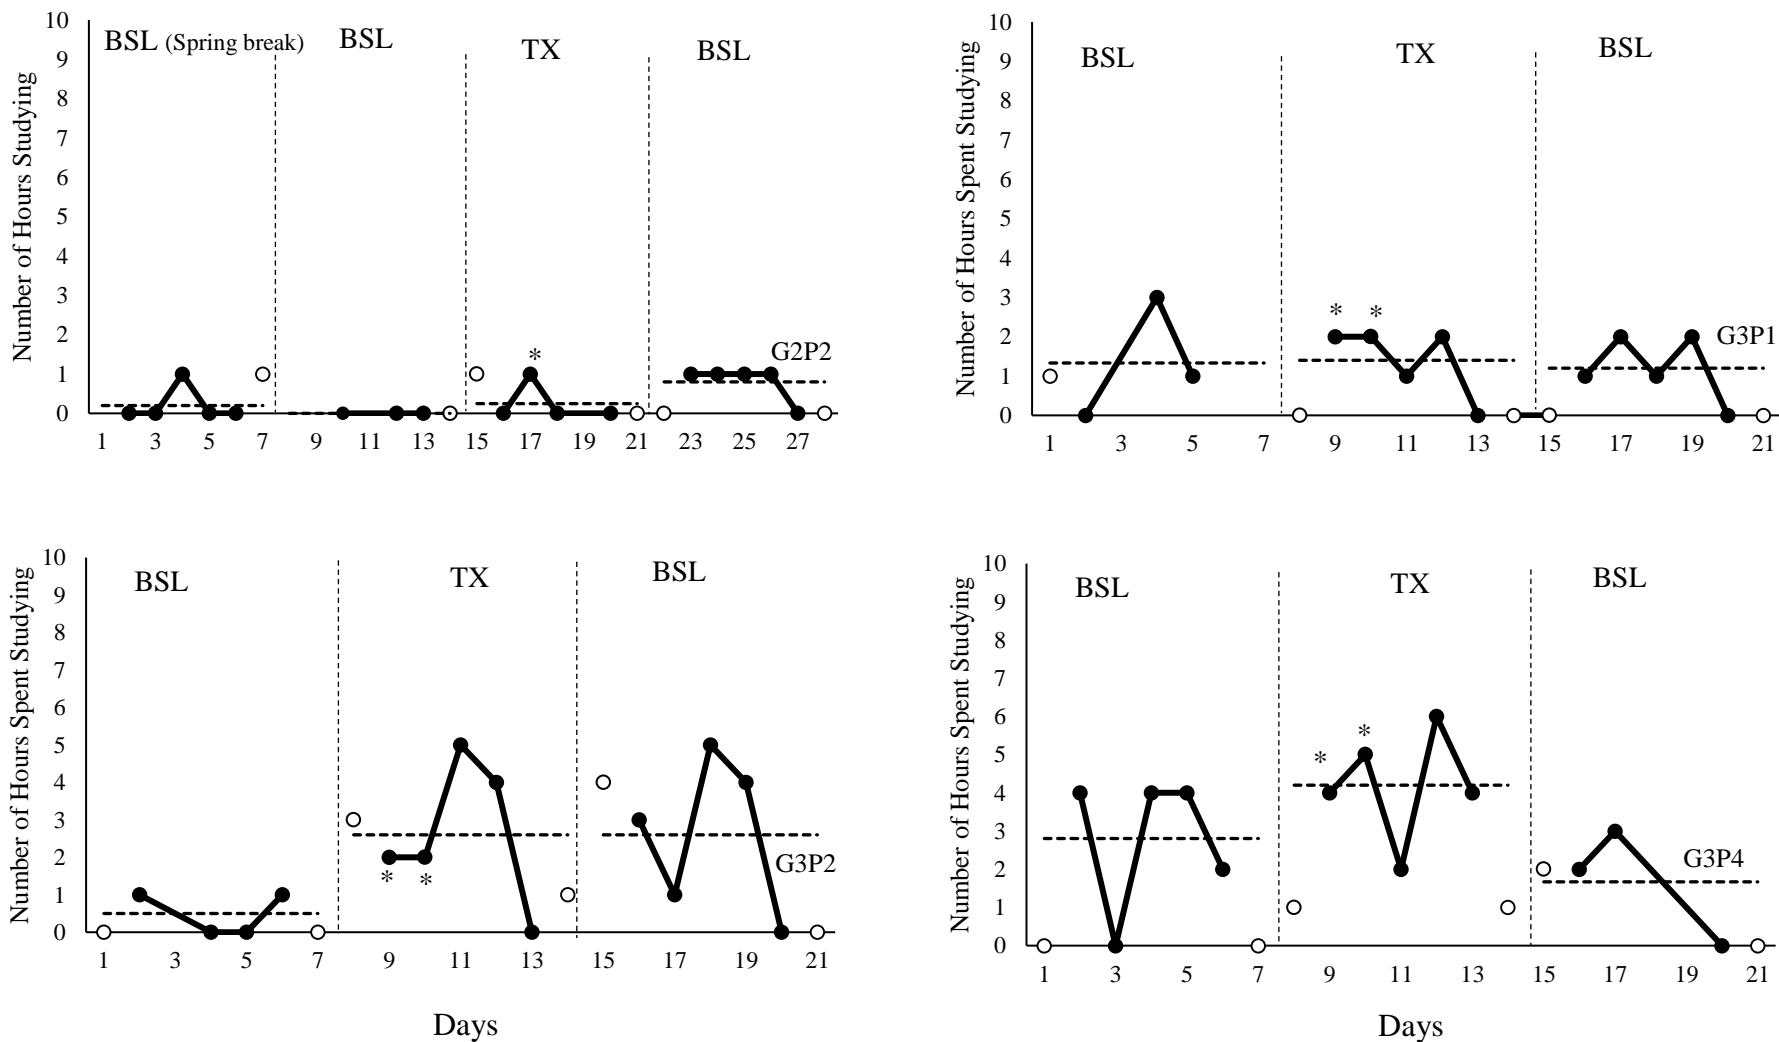 Number of Hours Studying
10
9
8
7
6
5
4
3
2
1
0
BSL (Spring break)
BSL
TX
BSL
*
G2P2
1 3 5 7 9 11 13 15 17 19 21 23 25 27
Number of Hours Spent Studying
10
9
8
7
6
5
4
3
2
1
0
BSL
TX
BSL
* *
G3P1
1 3 5 7 9 11 13 15 17 19 21
Number of Hours Spent Studying
10
9
8
7
6
5
4
3
2
1
0
BSL
TX
BSL
* *
G3P2
1 3 5 7 9 11 13 15 17 19 21
Days
Number of Hours Spent Studying
10
9
8
7
6
5
4
3
2
1
0
BSL
TX
BSL
* *
G3P4
1 3 5 7 9 11 13 15 17 19 21
Days